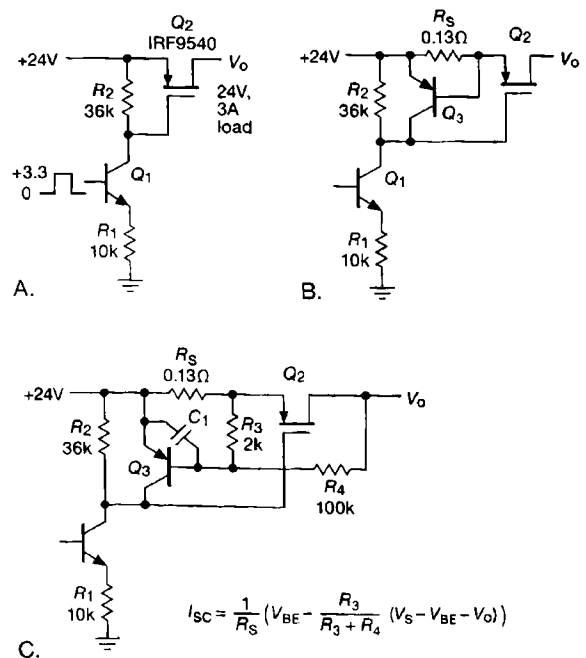 Q2
IRF9540
+24V
R2
36k
Vo
24V,
3A
load
+3.3
0
Q1
R1
10k
A.
RS
0.13Ω
Q2
+24V
Vo
R2
36k
Q3
Q1
R1
10k
B.
RS
0.13Ω
Q2
+24V
Vo
C1
R2
36k
R3
2k
Q3
R4
100k
R1
10k
ISC = 1/RS (VBE – R3/(R3 + R4) (VS – VBE – Vo))
C.